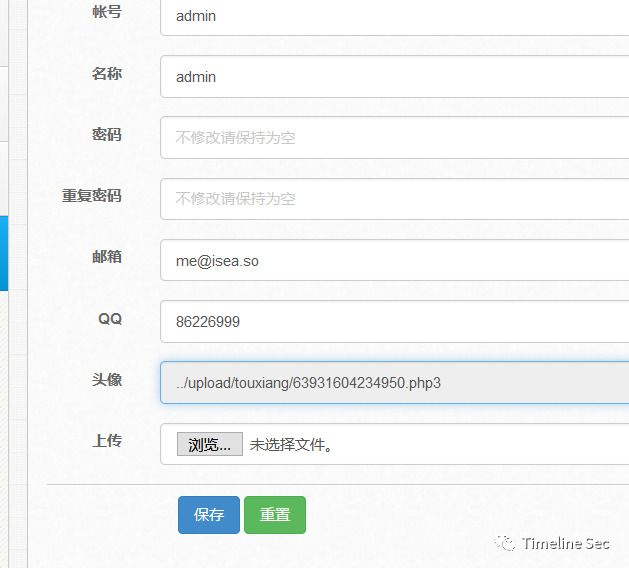 帐号 admin
名称 admin
密码 不修改请保持为空
重复密码 不修改请保持为空
邮箱 me@isea.so
QQ 86226999
头像 ../upload/touxiang/63931604234950.php3
上传 浏览... 未选择文件。
保存 重置
Timeline Sec